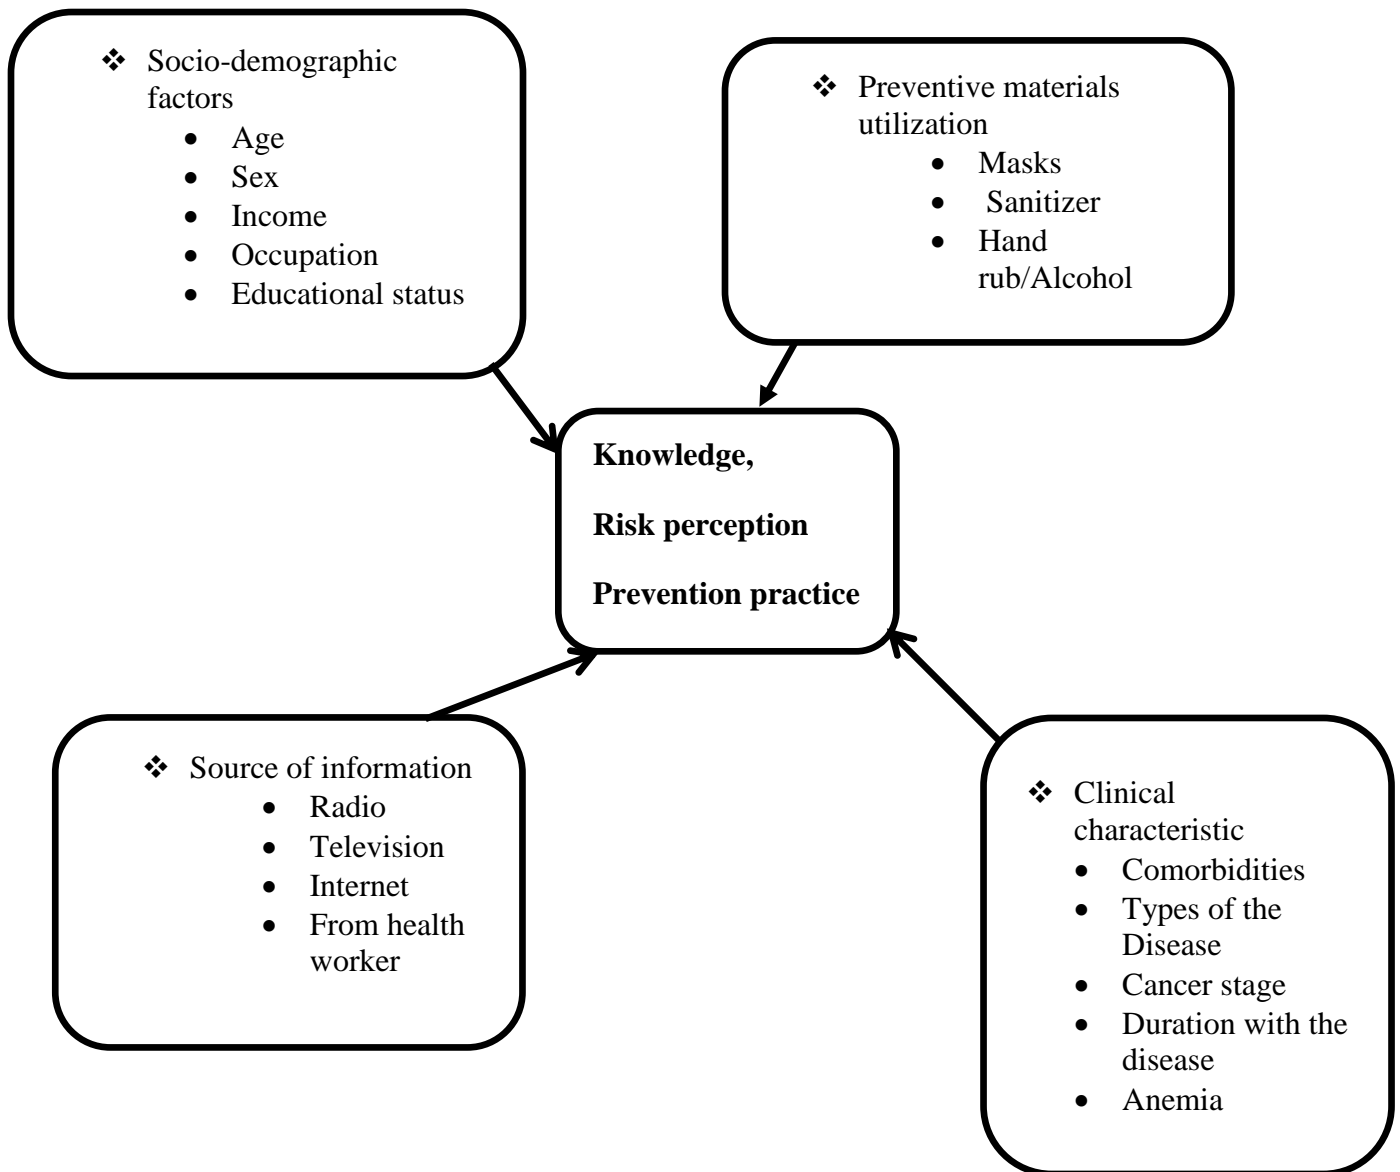 ❖ Socio-demographic
factors
• Age
• Sex
• Income
• Occupation
• Educational status
❖ Preventive materials
utilization
• Masks
• Sanitizer
• Hand
rub/Alcohol
Knowledge,
Risk perception
Prevention practice
❖ Source of information
• Radio
• Television
• Internet
• From health
worker
❖ Clinical
characteristic
• Comorbidities
• Types of the
Disease
• Cancer stage
• Duration with the
disease
• Anemia